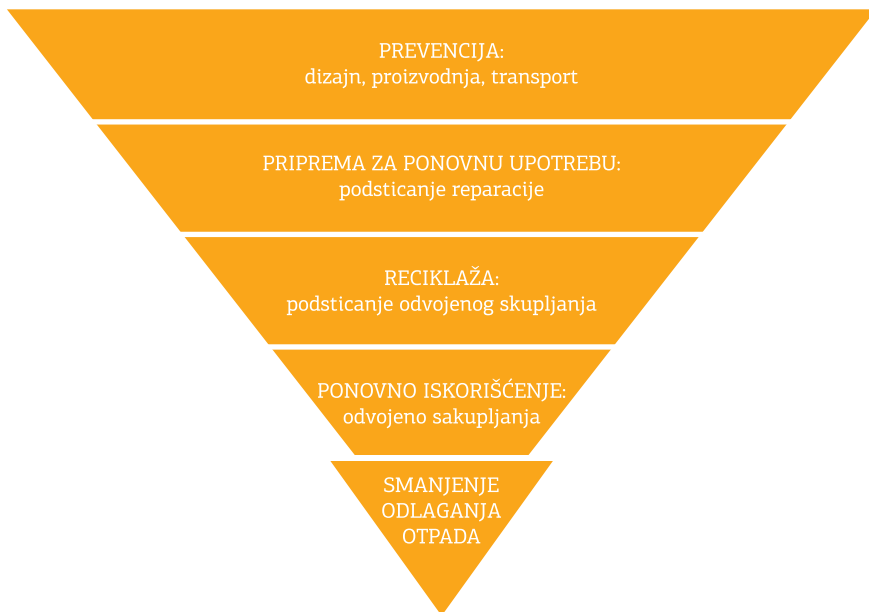 PREVENCIJA:
dizajn, proizvodnja, transport
PRIPREMA ZA PONOVNU UPOTREBU:
podsticanje reparacije
RECIKLAŽA:
podsticanje odvojenog skupljanja
PONOVNO ISKORIŠĆENJE:
odvojeno sakupljanja
SMANJENJE
ODLAGANJA
OTPADA